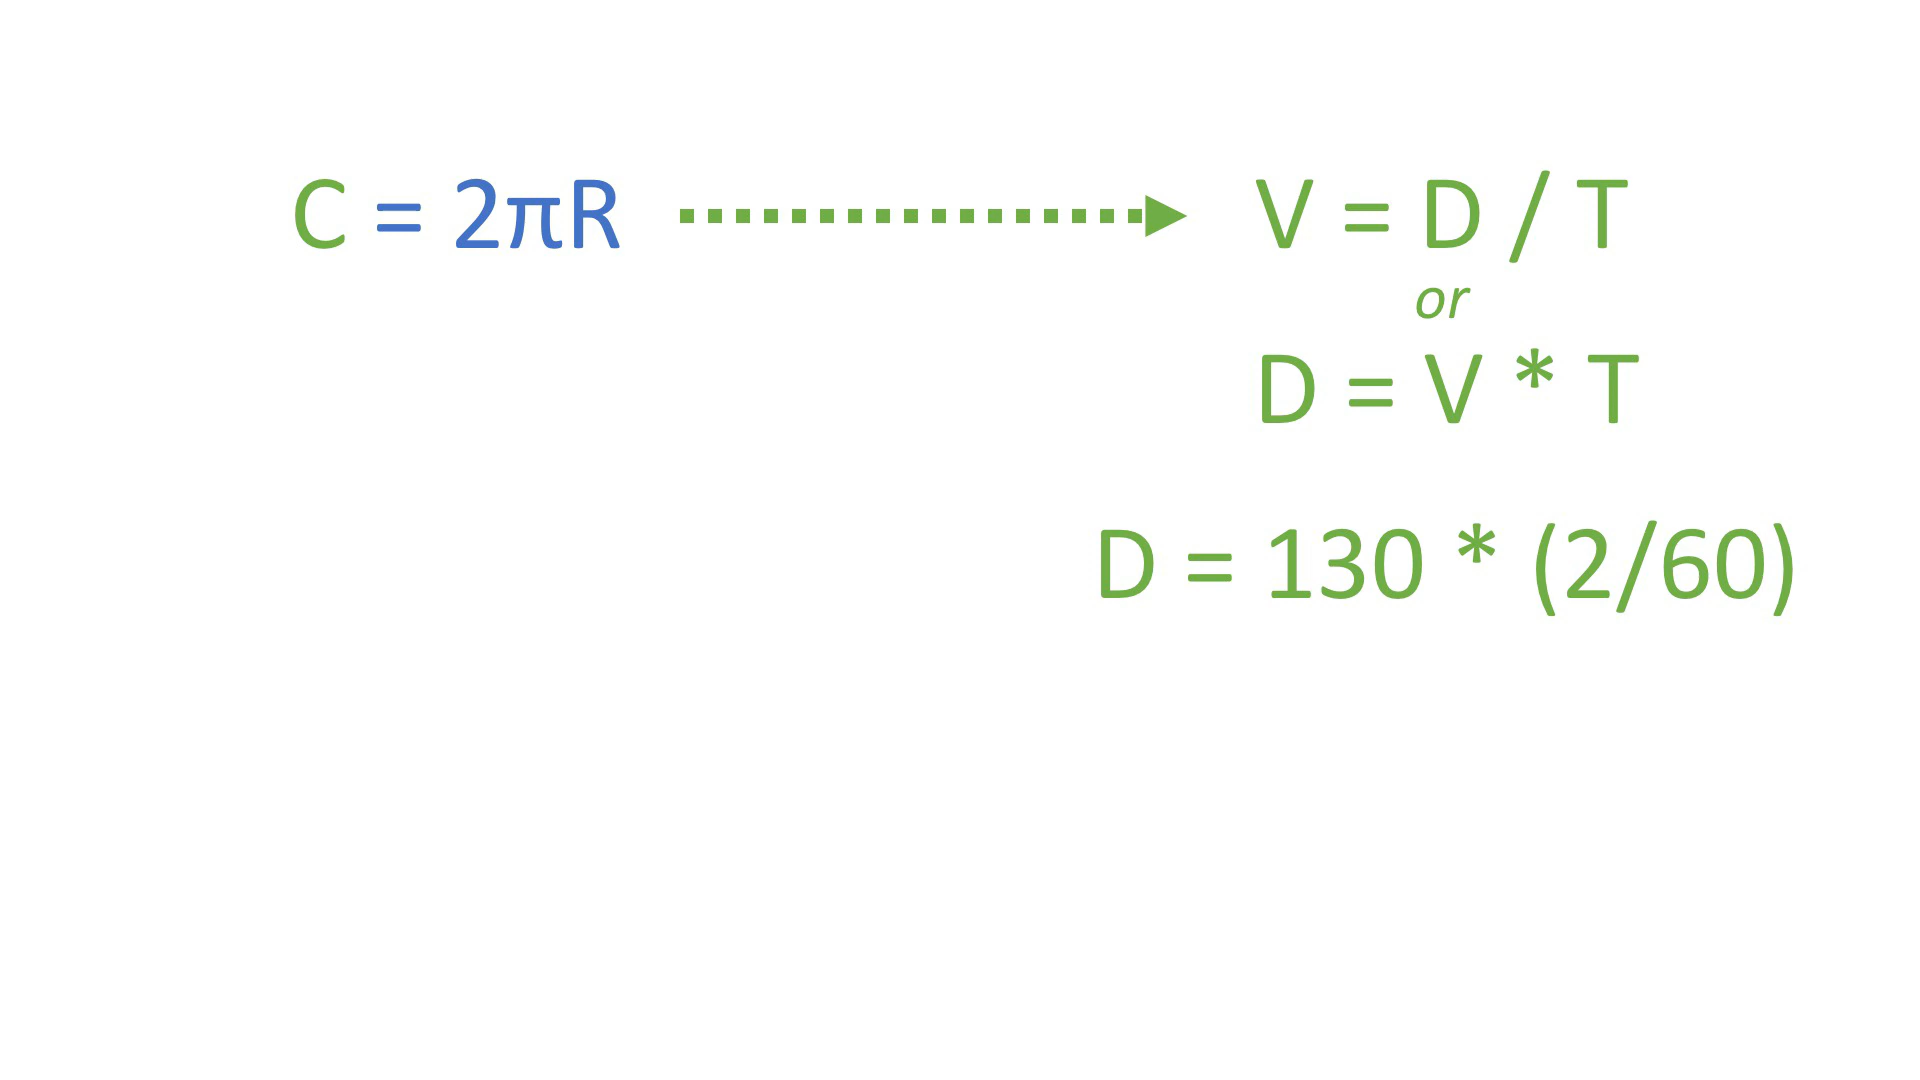 C = 2πR
V = D / T
or
D = V * T
D = 130 * (2/60)